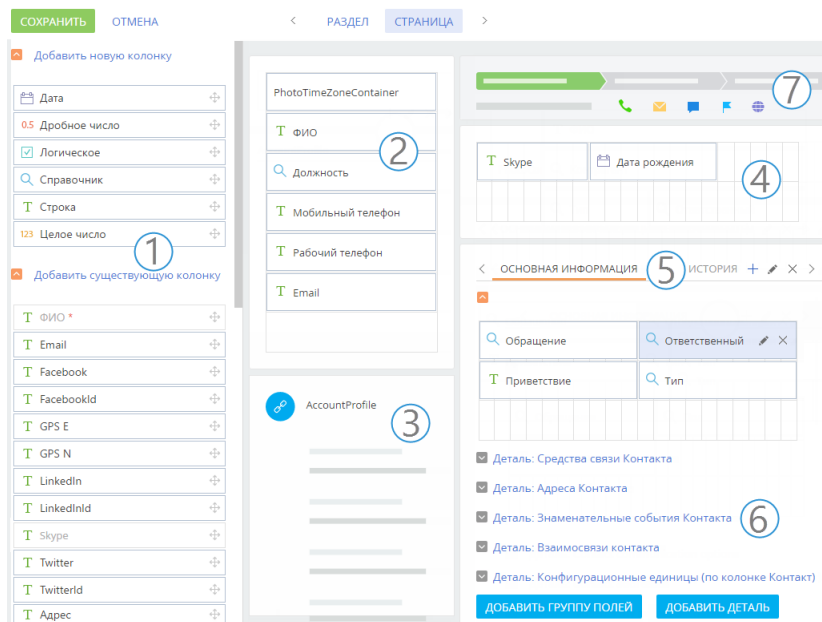 СОХРАНИТЬ ОТМЕНА РАЗДЕЛ СТРАНИЦА
Добавить новую колонку
Дата
0.5 Дробное число
Логическое
Справочник
T Строка
123 Целое число
1
Добавить существующую колонку
T ФИО *
T Email
T Facebook
T FacebookId
T GPS E
T GPS N
T LinkedIn
T LinkedInId
T Skype
T Twitter
T TwitterId
T Адрес
PhotoTimeZoneContainer
T ФИО
2
Должность
T Мобильный телефон
T Рабочий телефон
T Email
AccountProfile
3
7
T Skype
Дата рождения
4
ОСНОВНАЯ ИНФОРМАЦИЯ
5
ИСТОРИЯ
Обращение
Ответственный
T Приветствие
Тип
Деталь: Средства связи Контакта
Деталь: Адреса Контакта
Деталь: Знаменательные события Контакта
6
Деталь: Взаимосвязи контакта
Деталь: Конфигурационные единицы (по колонке Контакт)
ДОБАВИТЬ ГРУППУ ПОЛЕЙ ДОБАВИТЬ ДЕТАЛЬ